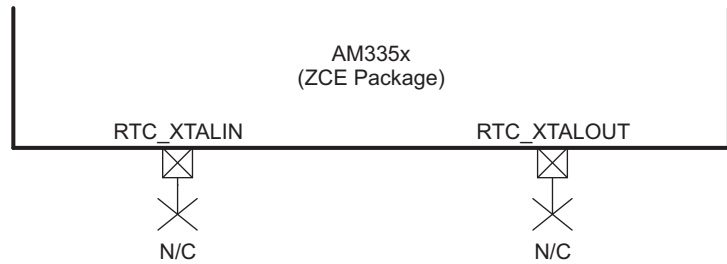 AM335x
(ZCE Package)
RTC_XTALIN
RTC_XTALOUT
N/C
N/C